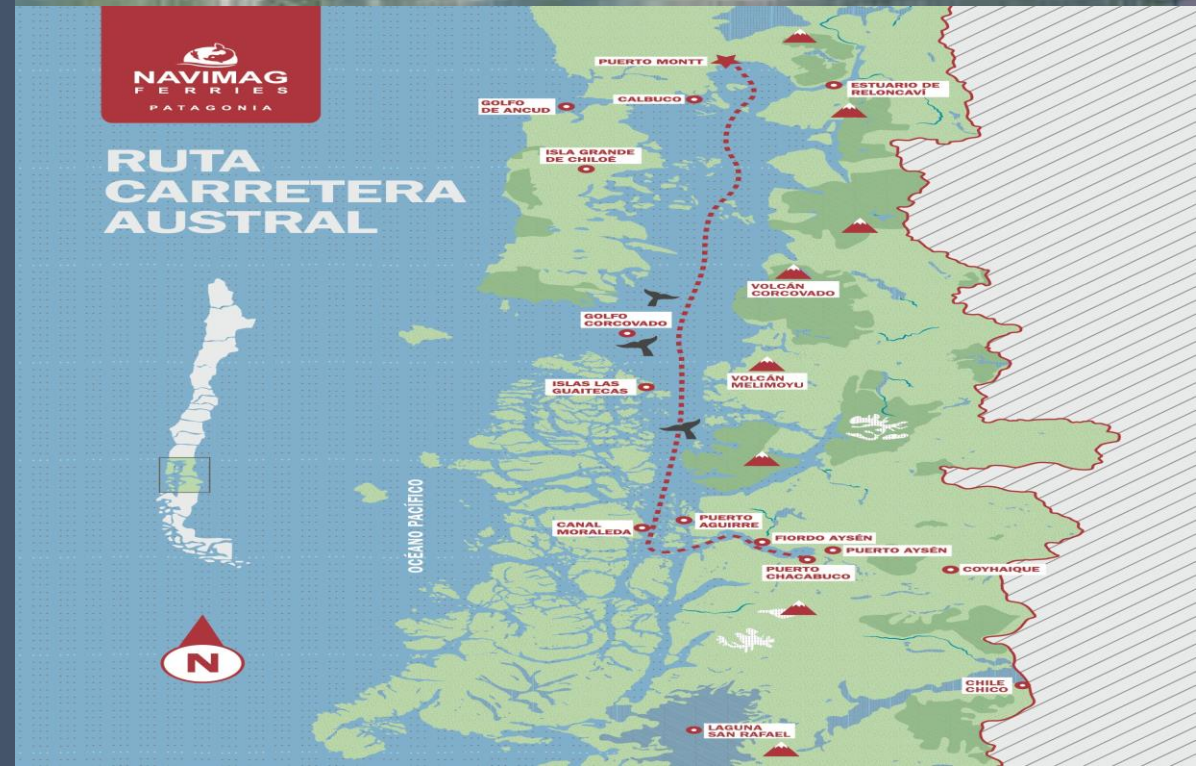 NAVIMAG
FERRIES
PATAGONIA
RUTA
CARRETERA
AUSTRAL
PUERTO MONTT
ESTUARIO DE
RELONCAVÍ
CALBUCO
GOLFO
DE ANCUD
ISLA GRANDE
DE CHILOÉ
VOLCÁN
CORCOVADO
GOLFO
CORCOVADO
VOLCÁN
MELIMOYU
ISLAS LAS
GUAITECAS
OCÉANO PACÍFICO
CANAL
MORALEDA
PUERTO
AGUIRRE
FIORDO AYSÉN
PUERTO AYSÉN
PUERTO
CHACABUCO
COYHAIQUE
N
CHILE
CHICO
LAGUNA
SAN RAFAEL